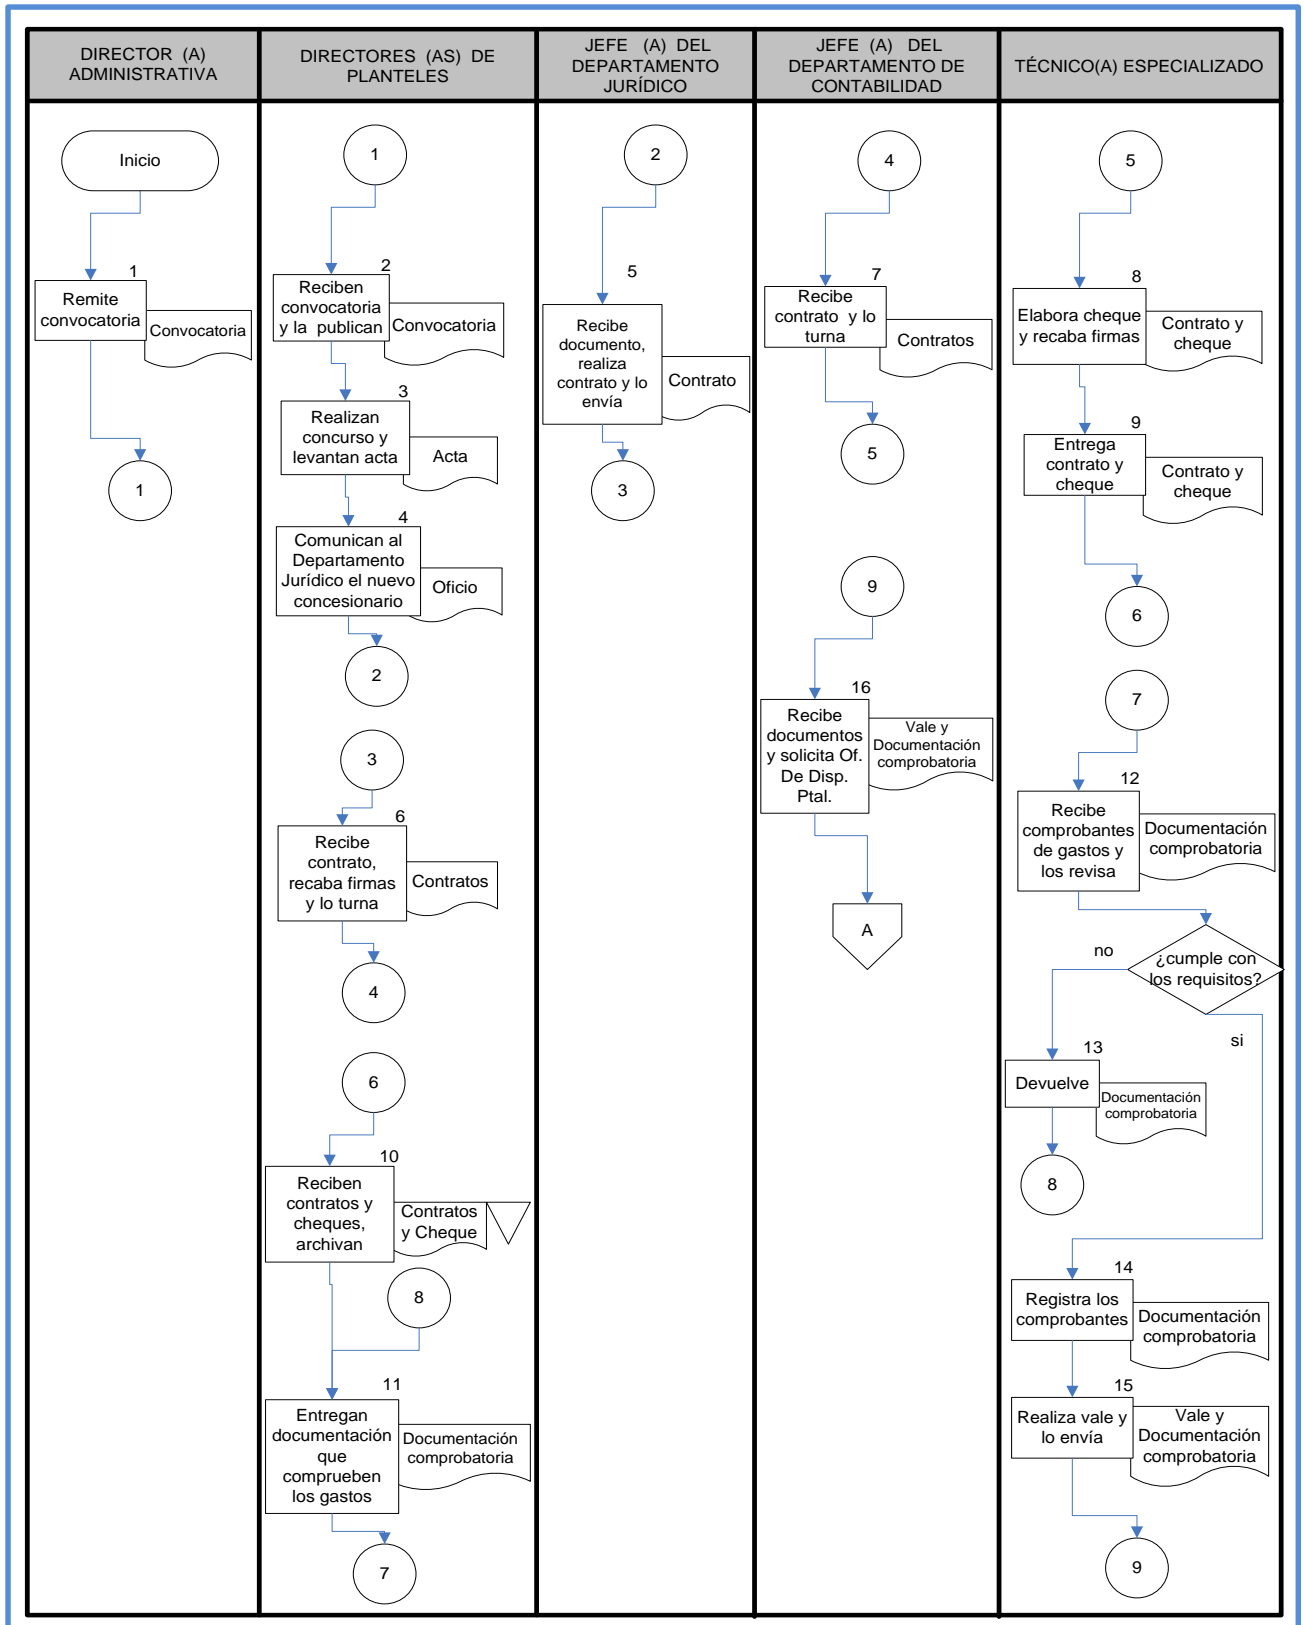 DIRECTOR (A)
ADMINISTRATIVA
DIRECTORES (AS) DE
PLANTELES
JEFE (A) DEL
DEPARTAMENTO
JURÍDICO
JEFE (A) DEL
DEPARTAMENTO DE
CONTABILIDAD
TÉCNICO(A) ESPECIALIZADO
Inicio
1
Remite
convocatoria
Convocatoria
1
1
2
Reciben
convocatoria
y la publican
Convocatoria
3
Realizan
concurso y
levantan acta
Acta
4
Comunican al
Departamento
Jurídico el nuevo
concesionario
Oficio
2
3
6
Recibe
contrato,
recaba firmas
y lo turna
Contratos
4
6
10
Reciben
contratos y
cheques,
archivan
Contratos
y Cheque
8
11
Entregan
documentación
que
comprueben
los gastos
Documentación
comprobatoria
7
2
5
Recibe
documento,
realiza
contrato y lo
envía
Contrato
3
4
7
Recibe
contrato y lo
turna
Contratos
5
9
16
Recibe
documentos
y solicita Of.
De Disp.
Ptal.
Vale y
Documentación
comprobatoria
A
5
8
Elabora cheque
y recaba firmas
Contrato y
cheque
9
Entrega
contrato y
cheque
Contrato y
cheque
6
7
12
Recibe
comprobantes
de gastos y
los revisa
Documentación
comprobatoria
¿cumple con
los requisitos?
no
si
13
Devuelve
Documentación
comprobatoria
8
14
Registra los
comprobantes
Documentación
comprobatoria
15
Realiza vale y
lo envía
Vale y
Documentación
comprobatoria
9